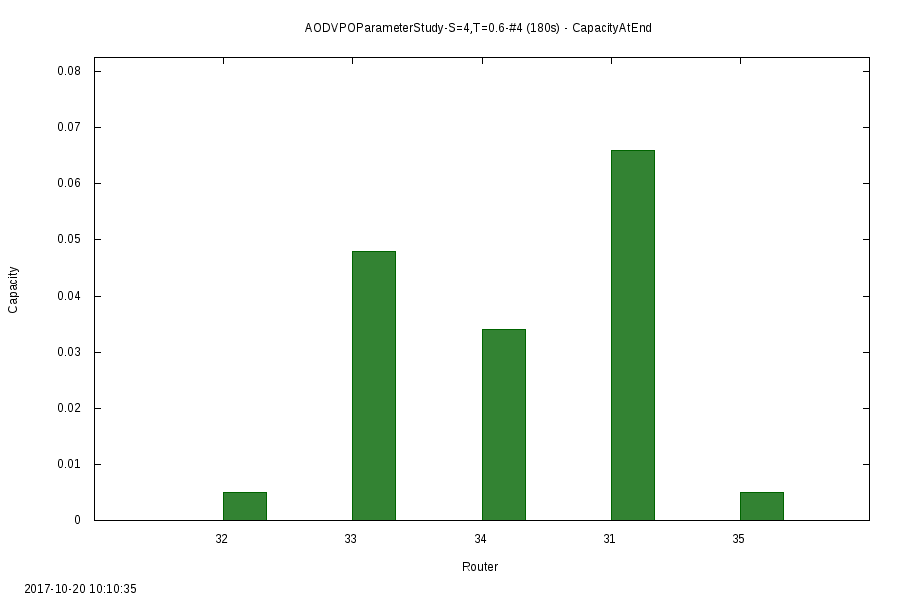 AODVPOParameterStudy-S=4,T=0.6-#4 (180s) - CapacityAtEnd
0.08
0.07
0.06
0.05
0.04
0.03
0.02
0.01
0
Capacity
32 33 34 31 35
Router
2017-10-20 10:10:35